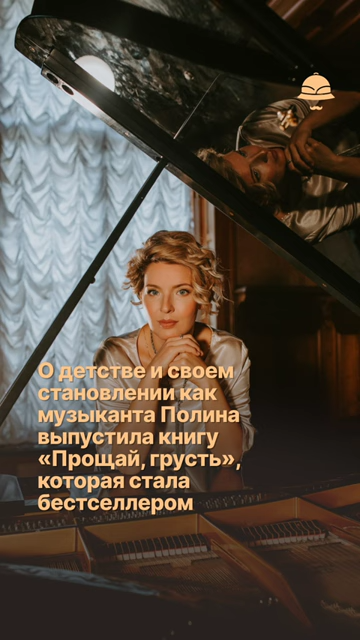 О детстве и своем
становлении как
музыканта Полина
выпустила книгу
«Прощай, грусть»,
которая стала
бестселлером